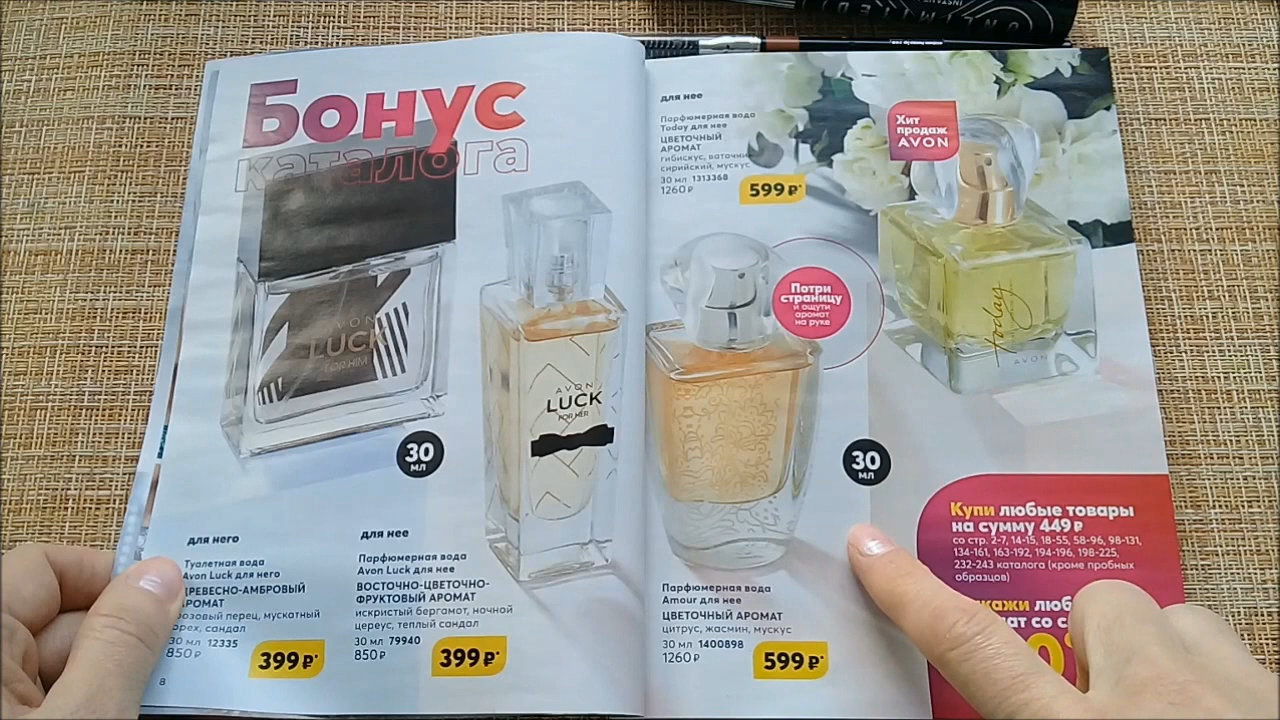 Бонус
каталога
AVON
LUCK
FOR HIM
30
мл
AVON
LUCK
FOR HER
для него
Туалетная вода
Avon Luck для него
ДРЕВЕСНО-АМБРОВЫЙ
АРОМАТ
розовый перец, мускатный
орех, сандал
30 мл 12335
850 ₽
399 ₽*
8
для нее
Парфюмерная вода
Avon Luck для нее
ВОСТОЧНО-ЦВЕТОЧНО-
ФРУКТОВЫЙ АРОМАТ
искристый бергамот, ночной
цереус, теплый сандал
30 мл 79940
850 ₽
399 ₽*
для нее
Парфюмерная вода
Today для нее
ЦВЕТОЧНЫЙ
АРОМАТ
гибискус, ваточник
сирийский, мускус
30 мл 1313368
1260 ₽
599 ₽*
Хит
продаж
AVON
Потри
страницу
и ощути
аромат
на руке
Today
AVON
30
мл
Парфюмерная вода
Amour для нее
ЦВЕТОЧНЫЙ АРОМАТ
цитрус, жасмин, мускус
30 мл 1400898
1260 ₽
599 ₽*
Купи любые товары
на сумму 449 ₽
со стр. 2-7, 14-15, 18-55, 58-96, 98-131,
134-161, 163-192, 194-196, 198-225,
232-243 каталога (кроме пробных
образцов)